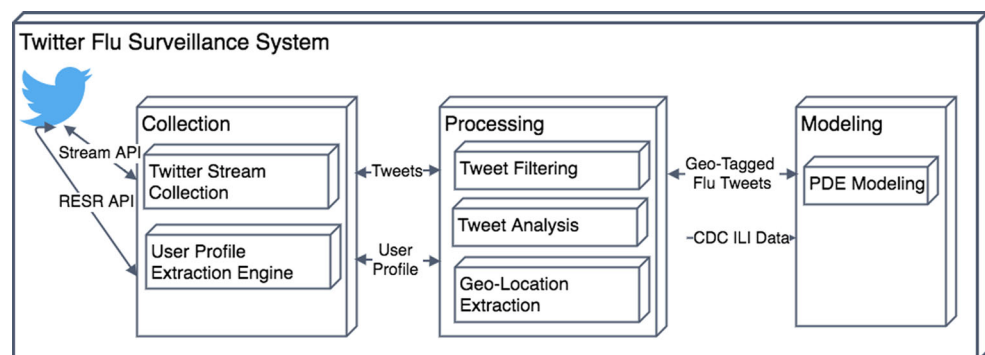 Twitter Flu Surveillance System
Collection
Stream API
Twitter Stream
Collection
RESR API
User Profile
Extraction Engine
Tweets
User
Profile
Processing
Tweet Filtering
Tweet Analysis
Geo-Location
Extraction
Geo-Tagged
Flu Tweets
CDC ILI Data
Modeling
PDE Modeling